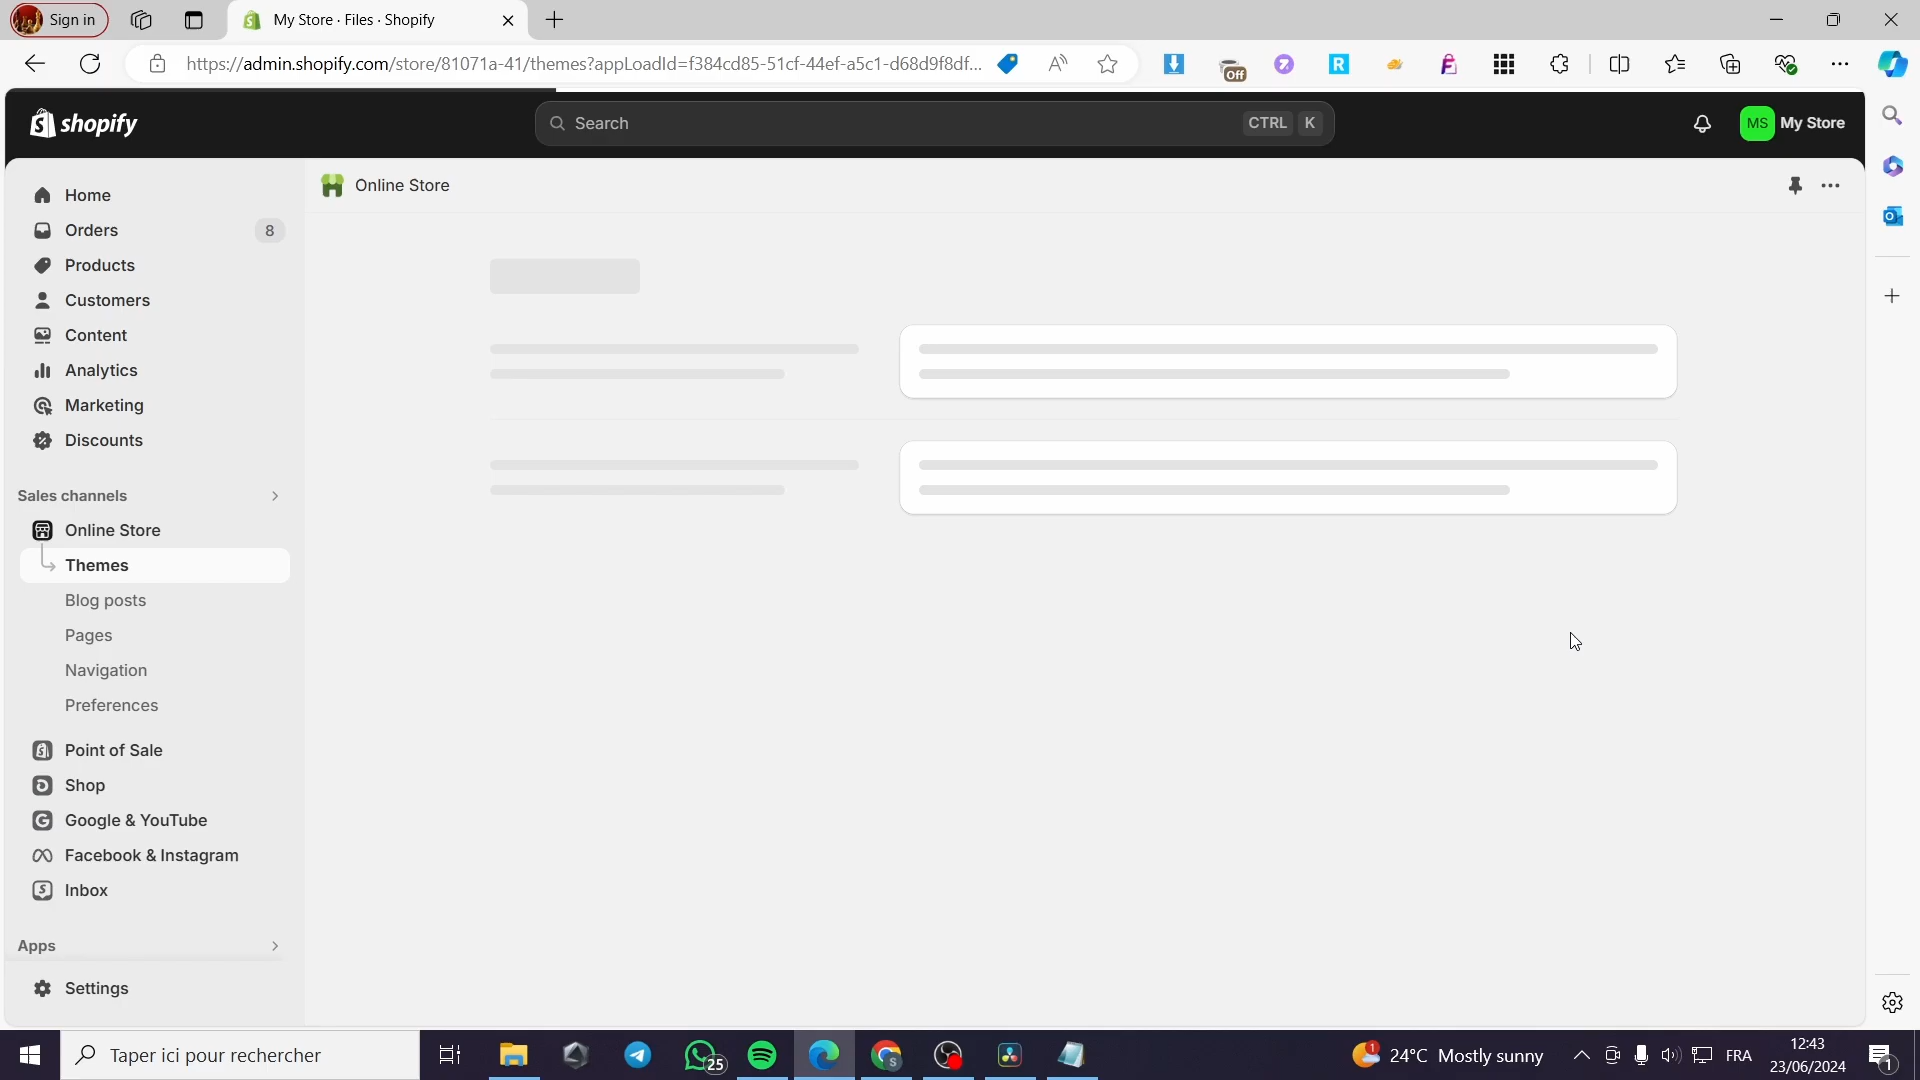 Sign in
My Store · Files · Shopify
https://admin.shopify.com/store/81071a-41/themes?appLoadId=f384cd85-51cf-44ef-a5c1-d68d9f8df...
Off
shopify
Search
CTRL K
MS My Store
Home
Orders 8
Products
Customers
Content
Analytics
Marketing
Discounts
Sales channels
Online Store
Themes
Blog posts
Pages
Navigation
Preferences
Point of Sale
Shop
Google & YouTube
Facebook & Instagram
Inbox
Apps
Settings
Online Store
Taper ici pour rechercher
25
1
24°C Mostly sunny
FRA
12:43
23/06/2024
1